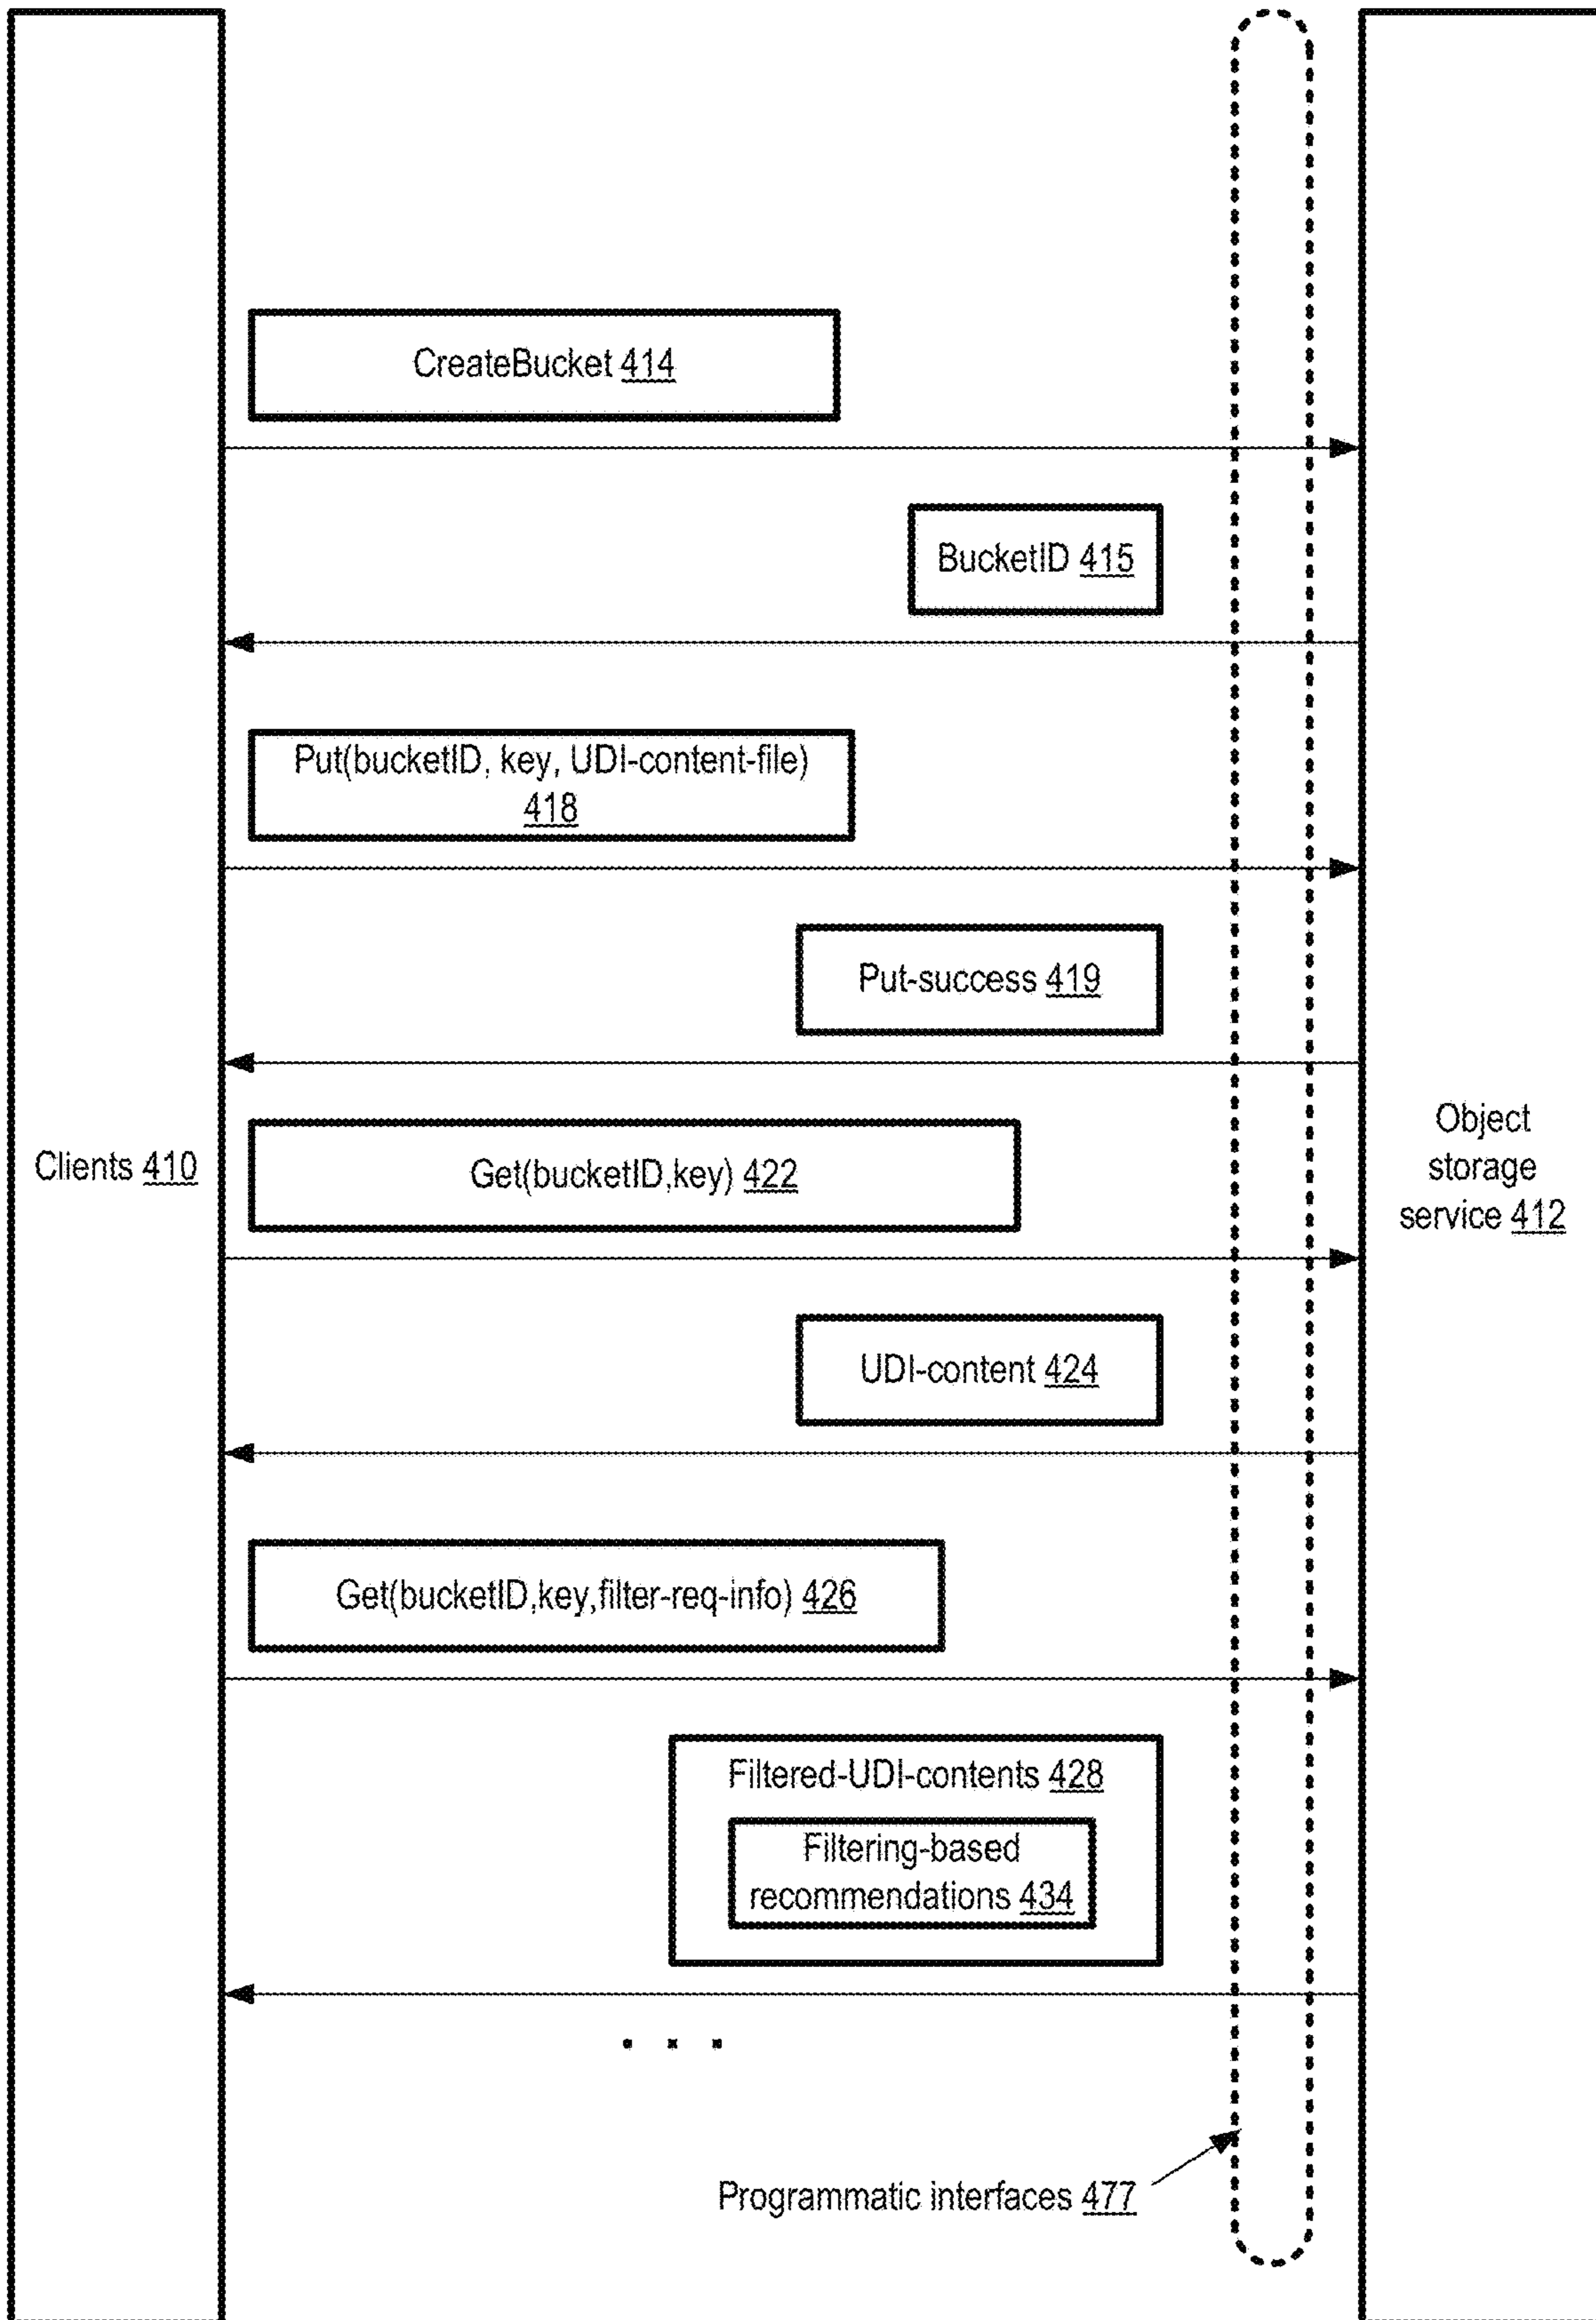 CreateBucket 414
BucketID 415
Put(bucketID, key, UDI-content-file)
418
Put-success 419
Clients 410
Get(bucketID,key) 422
Object
storage
service 412
UDI-content 424
Get(bucketID,key,filter-req-info) 426
Filtered-UDI-contents 428
Filtering-based
recommendations 434
. . .
Programmatic interfaces 477